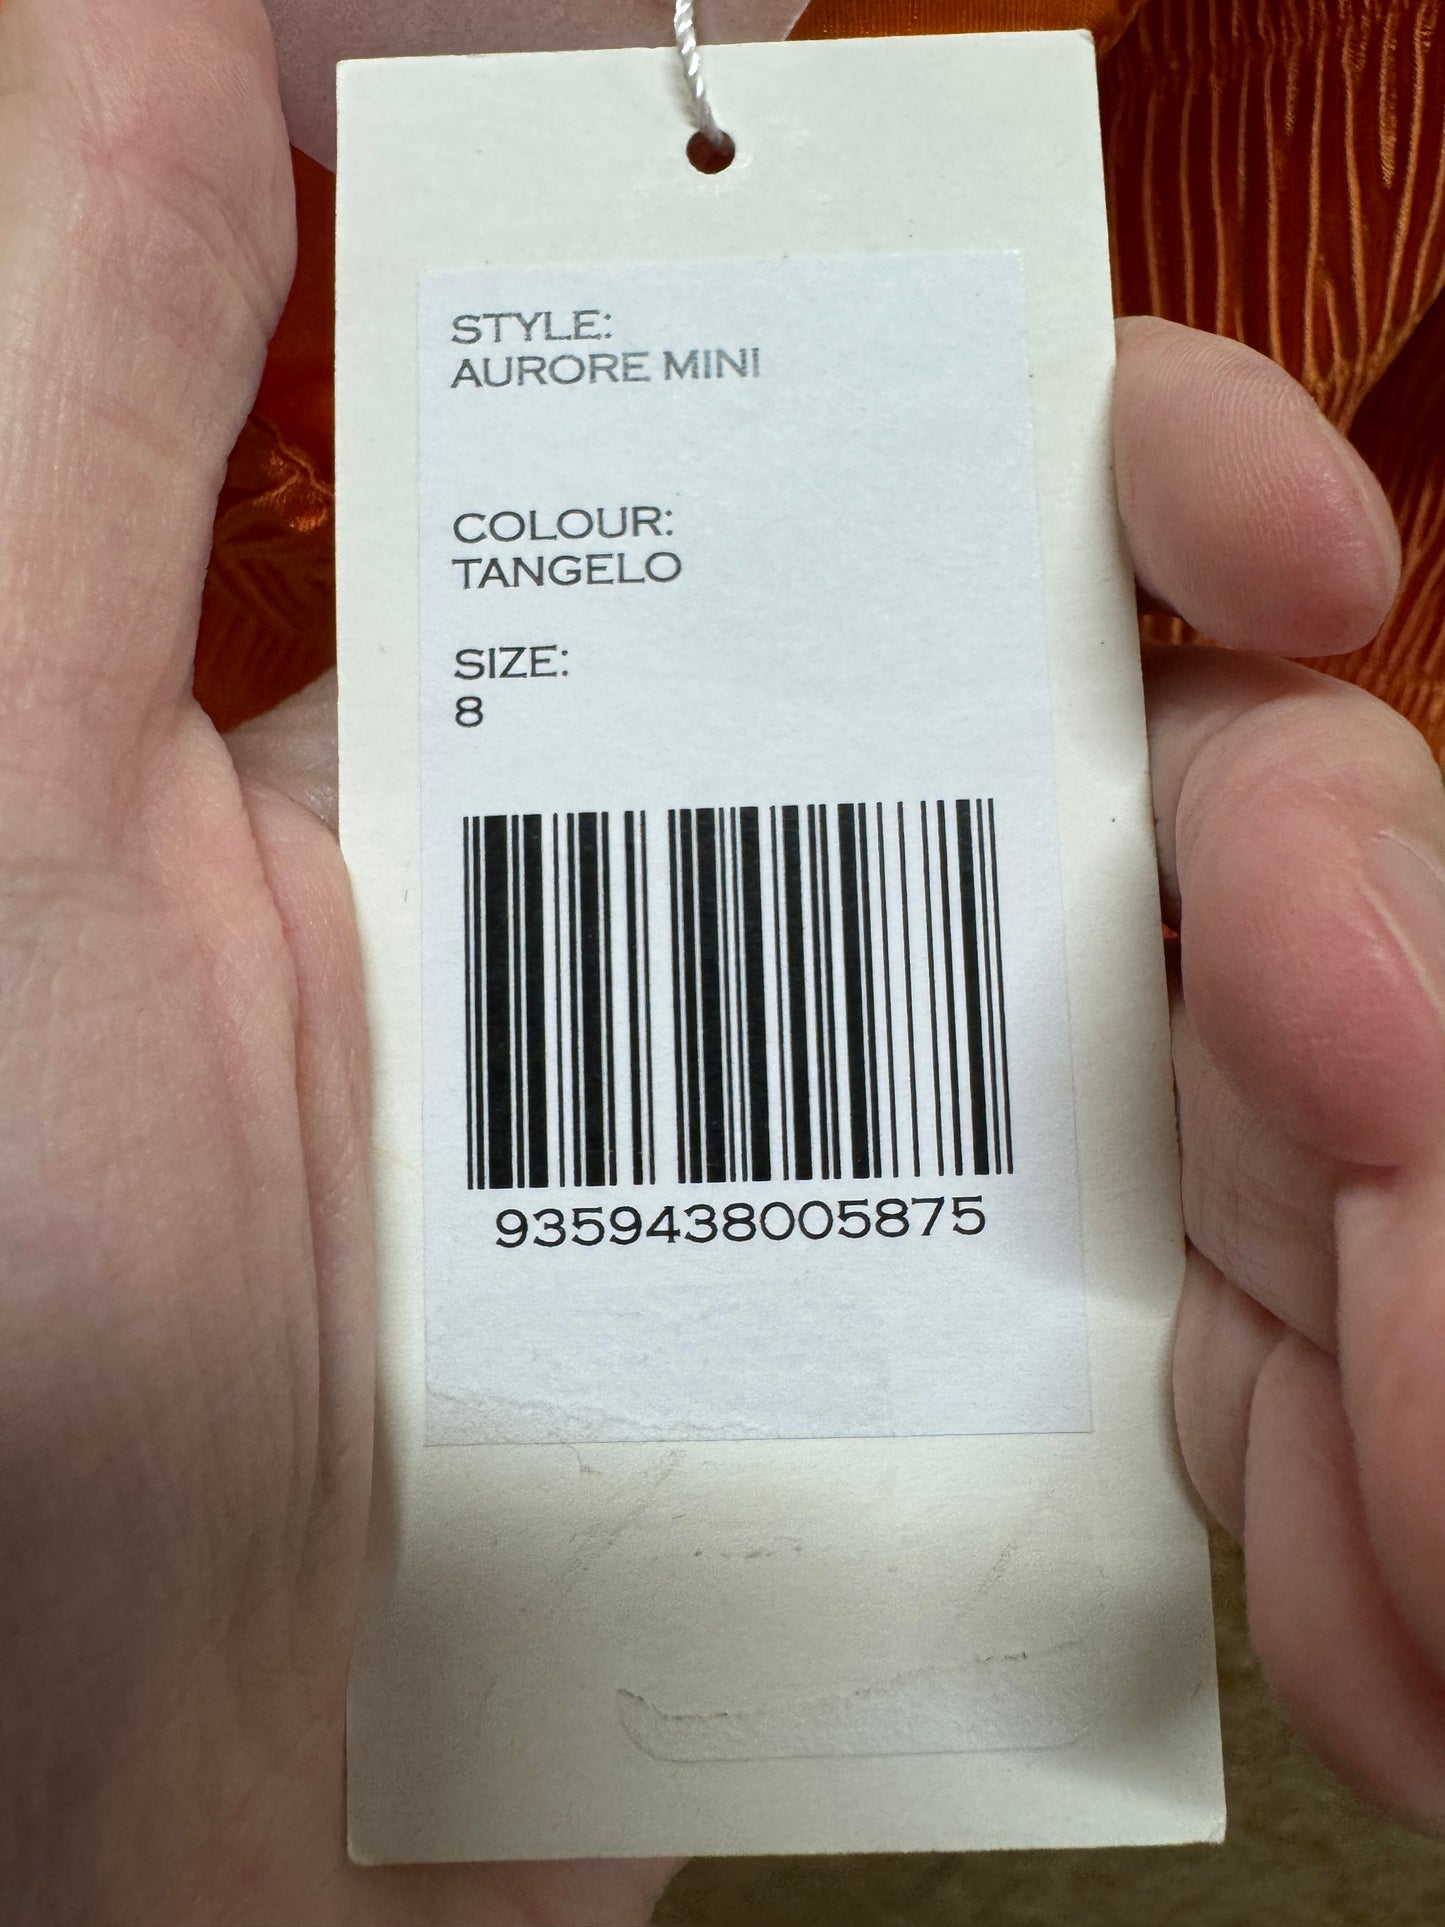 STYLE:
AURORE MINI
COLOUR:
TANGELO
SIZE:
8
9359438005875